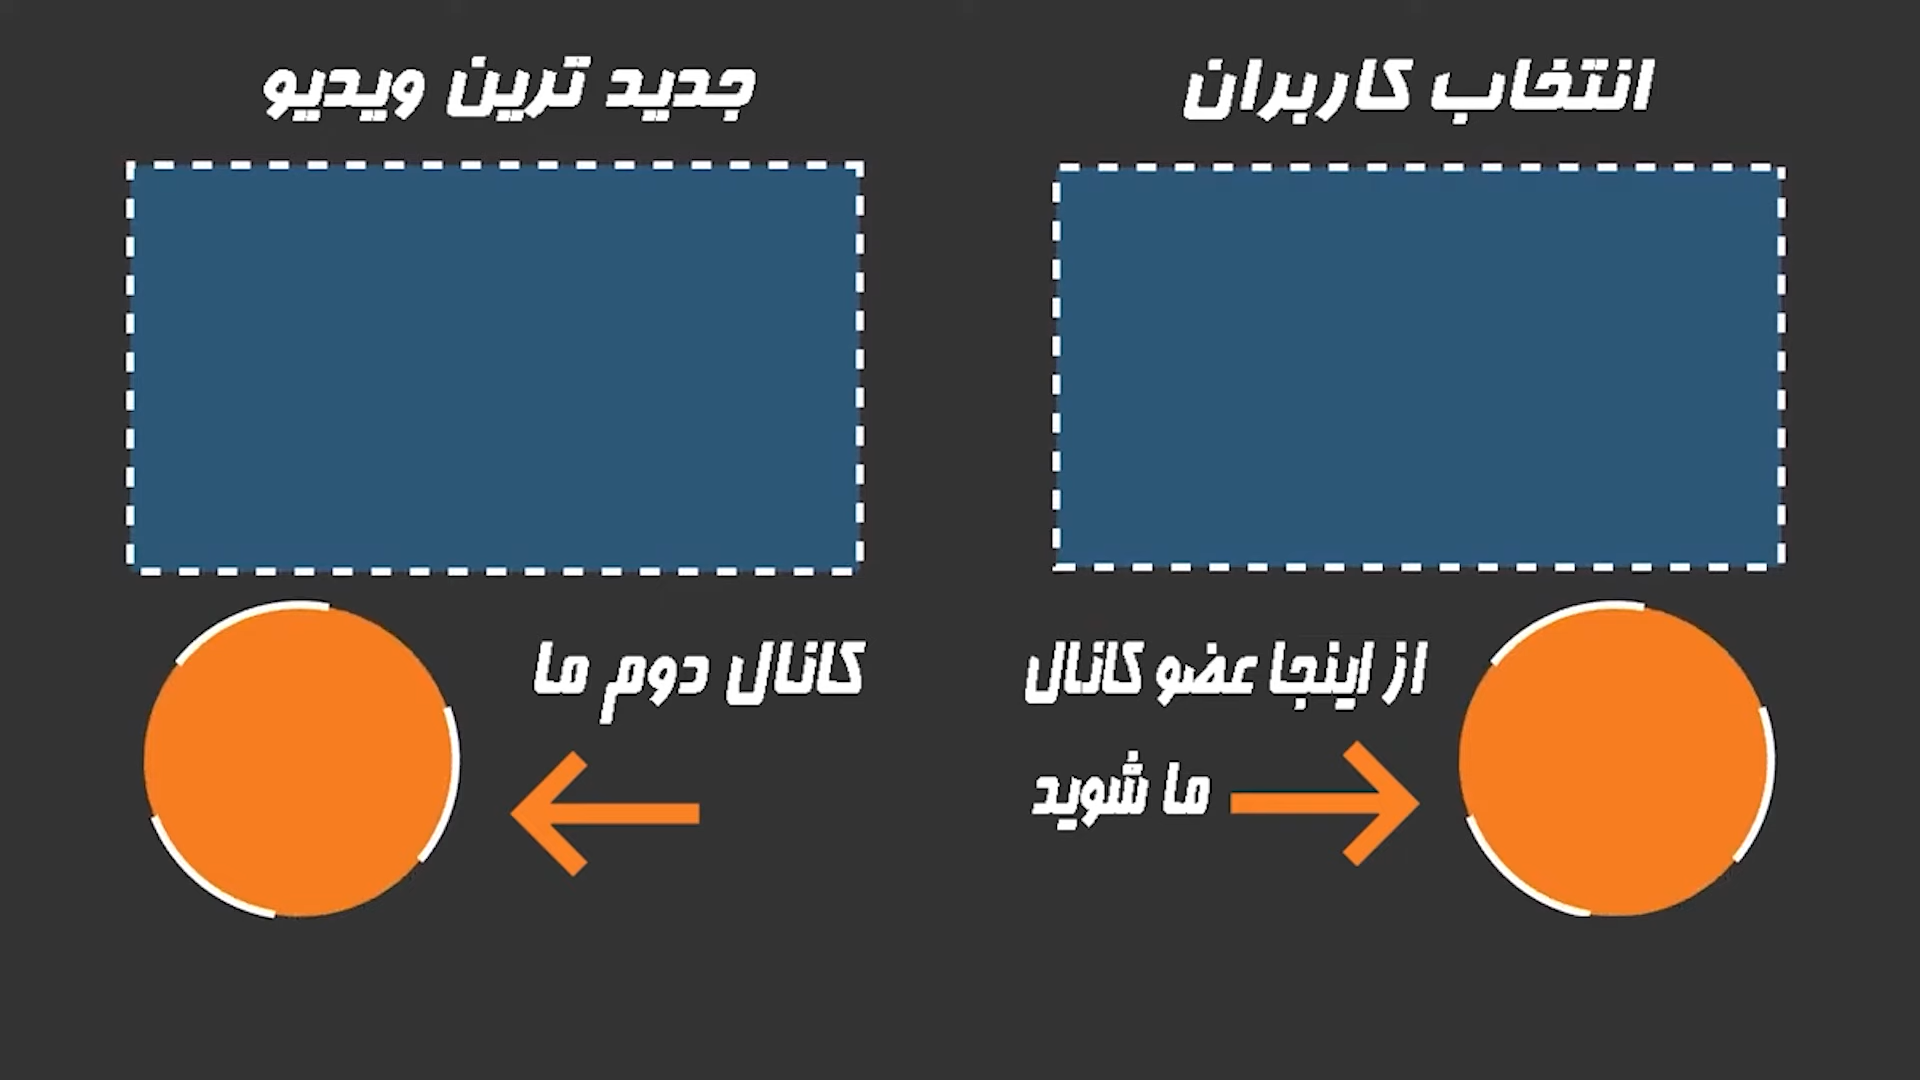 انتخاب کاربران
جدید ترین ویدیو
از اینجا عضو کانال
ما شوید
کانال دوم ما